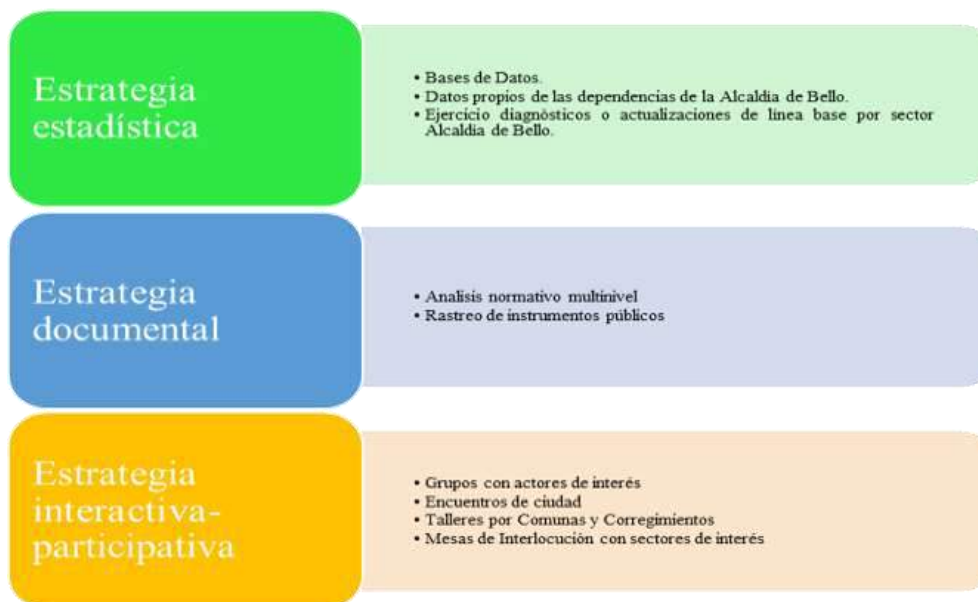 Estrategia
estadística
• Bases de Datos.
• Datos propios de las dependencias de la Alcaldía de Bello.
• Ejercicio diagnósticos o actualizaciones de línea base por sector
Alcaldía de Bello.
Estrategia
documental
• Analisis normativo multinivel
• Rastreo de instrumentos públicos
Estrategia
interactiva-
participativa
• Grupos con actores de interés
• Encuentros de ciudad
• Talleres por Comunas y Corregimientos
• Mesas de Interlocución con sectores de interés